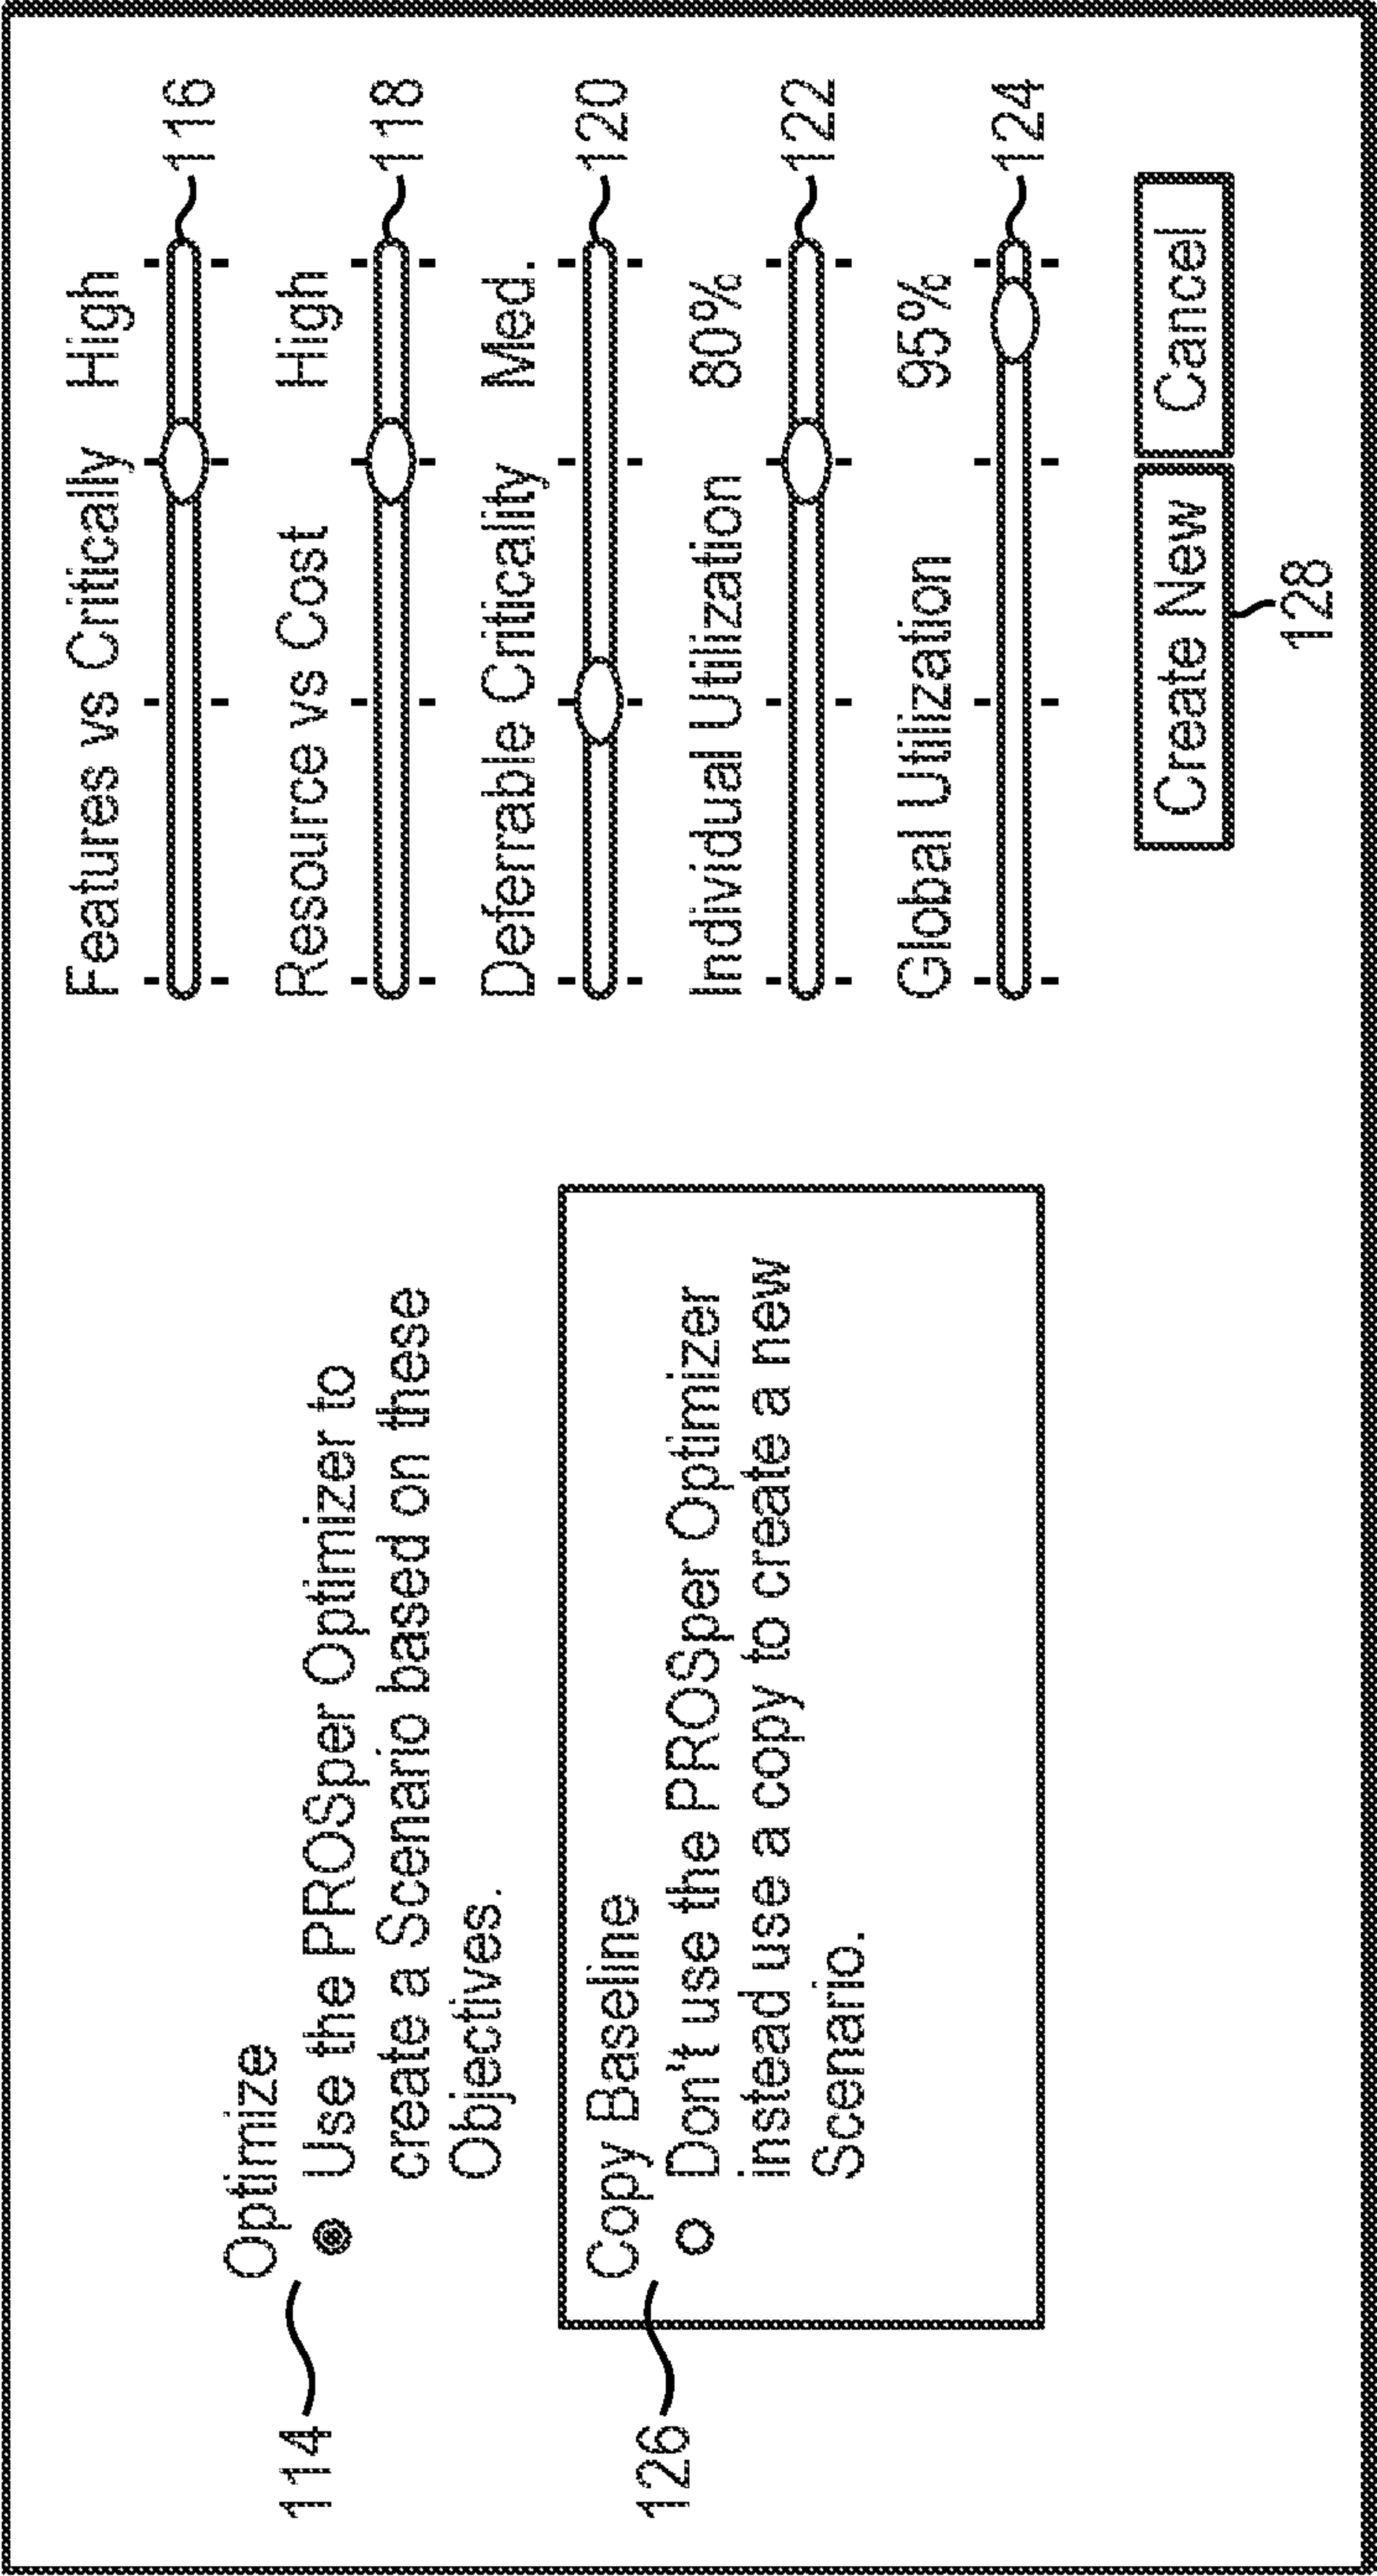 114
Optimize
Use the PROSper Optimizer to
create a Scenario based on these
Objectives.
126
Copy Baseline
Don't use the PROSper Optimizer
instead use a copy to create a new
Scenario.
Features vs Critically High
116
Resource vs Cost High
118
Deferrable Criticality Med.
120
Individual Utilization 80%
122
Global Utilization 95%
124
Create New Cancel
128